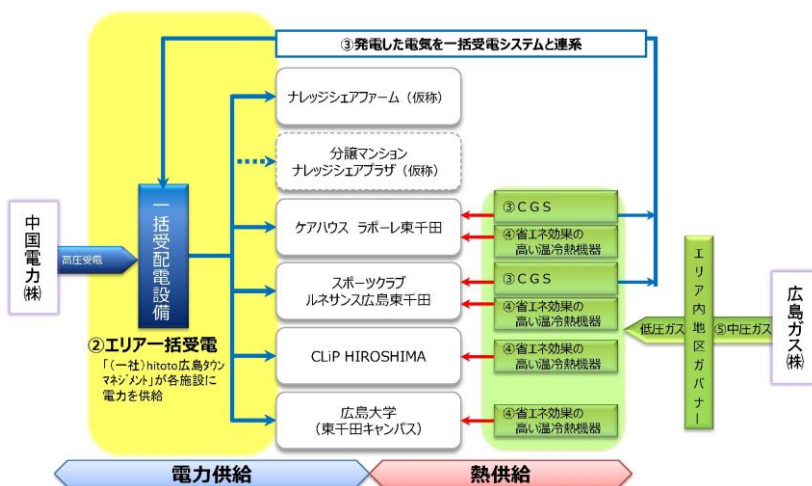 ③発電した電気を一括受電システムと連系
ナレッジシェアファーム（仮称）
分譲マンション
ナレッジシェアプラザ（仮称）
ケアハウス ラポーレ東千田
スポーツクラブ
ルネサンス広島東千田
CLiP HIROSHIMA
広島大学
（東千田キャンパス）
中国電力㈱
高圧受電
一括受配電設備
②エリア一括受電
「（一社）hitoto広島タウン
マネジメント」が各施設に
電力を供給
③CGS
④省エネ効果の
高い温冷熱機器
③CGS
④省エネ効果の
高い温冷熱機器
④省エネ効果の
高い温冷熱機器
④省エネ効果の
高い温冷熱機器
低圧ガス
エリア内地区ガバナー
⑤中圧ガス
広島ガス㈱
電力供給
熱供給